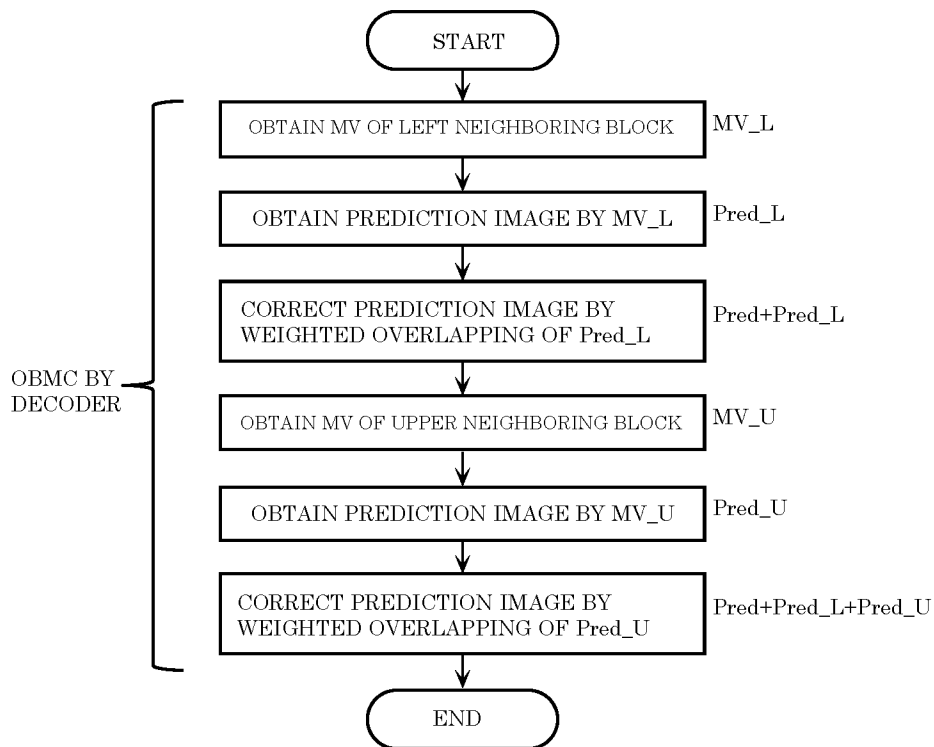 START
OBTAIN MV OF LEFT NEIGHBORING BLOCK
MV_L
OBTAIN PREDICTION IMAGE BY MV_L
Pred_L
CORRECT PREDICTION IMAGE BY
WEIGHTED OVERLAPPING OF Pred_L
Pred+Pred_L
OBMC BY
DECODER
OBTAIN MV OF UPPER NEIGHBORING BLOCK
MV_U
OBTAIN PREDICTION IMAGE BY MV_U
Pred_U
CORRECT PREDICTION IMAGE BY
WEIGHTED OVERLAPPING OF Pred_U
Pred+Pred_L+Pred_U
END